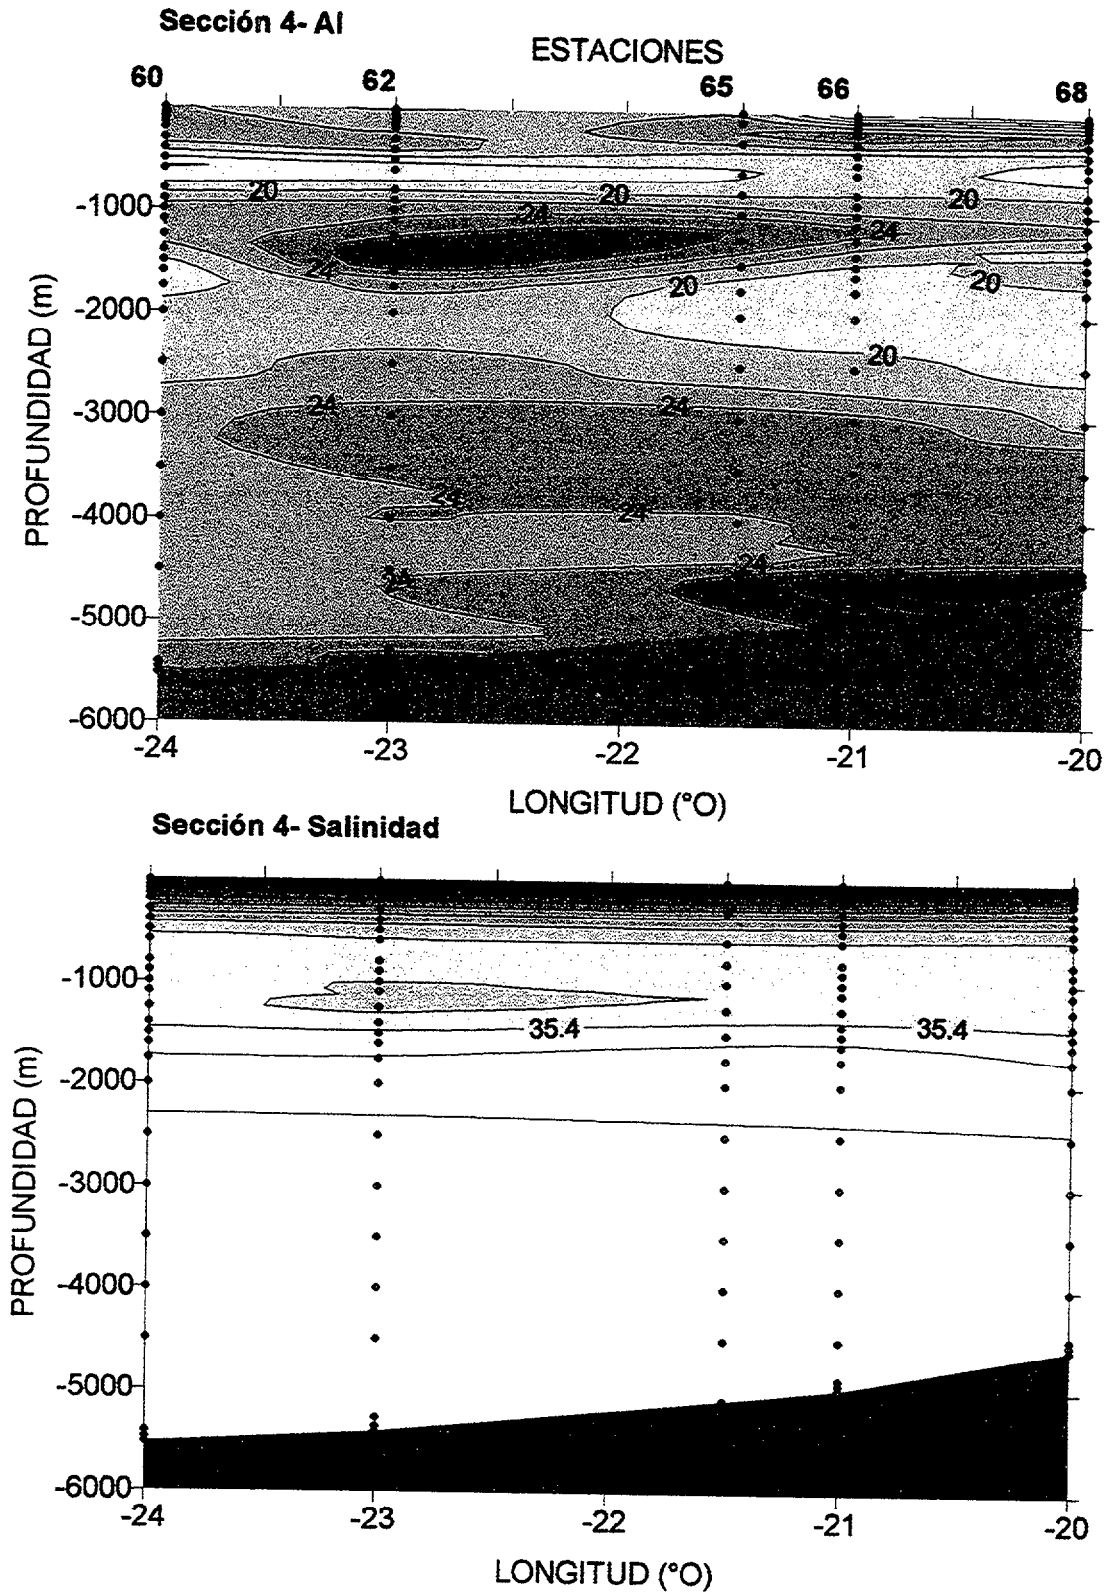 Sección 4- Al
ESTACIONES
60 62 65 66 68
20 20 20
-1000
24 24
24
20 20
-2000
20
PROFUNDIDAD (m)
24 24
-3000
24
-4000 24
24
24
-5000
-6000
-24 -23 -22 -21 -20
LONGITUD (°O)
Sección 4- Salinidad
-1000
35.4 35.4
-2000
PROFUNDIDAD (m)
-3000
-4000
-5000
-6000
-24 -23 -22 -21 -20
LONGITUD (°O)